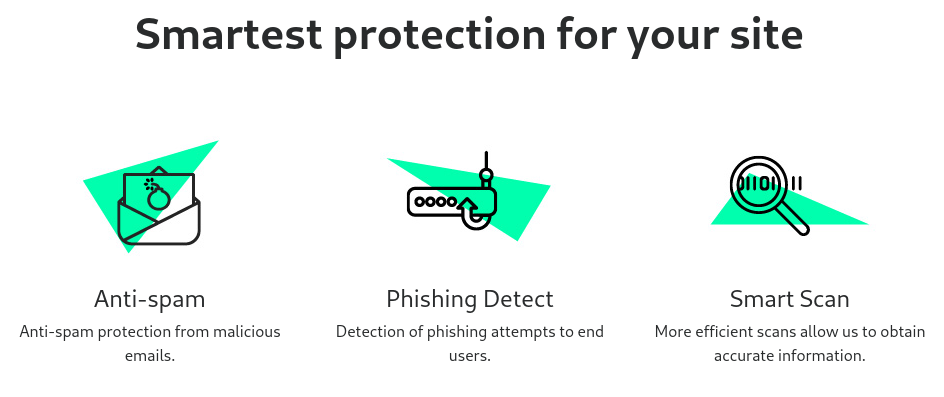 Smartest protection for your site
Anti-spam
Anti-spam protection from malicious
emails.
Phishing Detect
Detection of phishing attempts to end
users.
Smart Scan
More efficient scans allow us to obtain
accurate information.